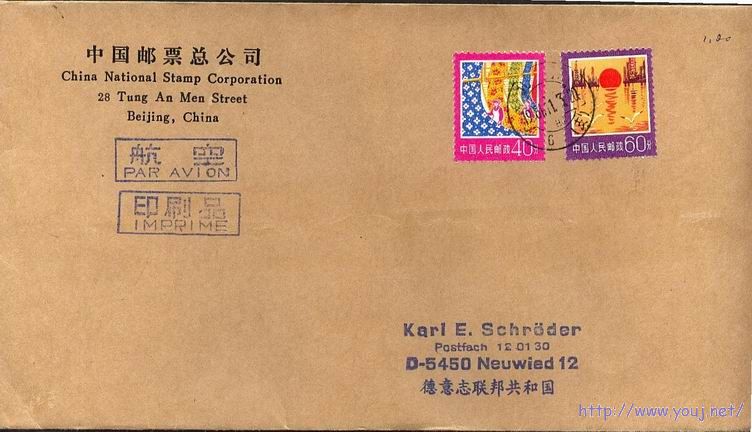 中国邮票总公司
China National Stamp Corporation
28 Tung An Men Street
Beijing, China
1,20
航空
PAR AVION
印刷品
IMPRIME
中国人民邮政 40分
中国人民邮政 60分
Karl E. Schröder
Postfach 12 01 30
D-5450 Neuwied 12
德意志联邦共和国
http://www.youj.net/